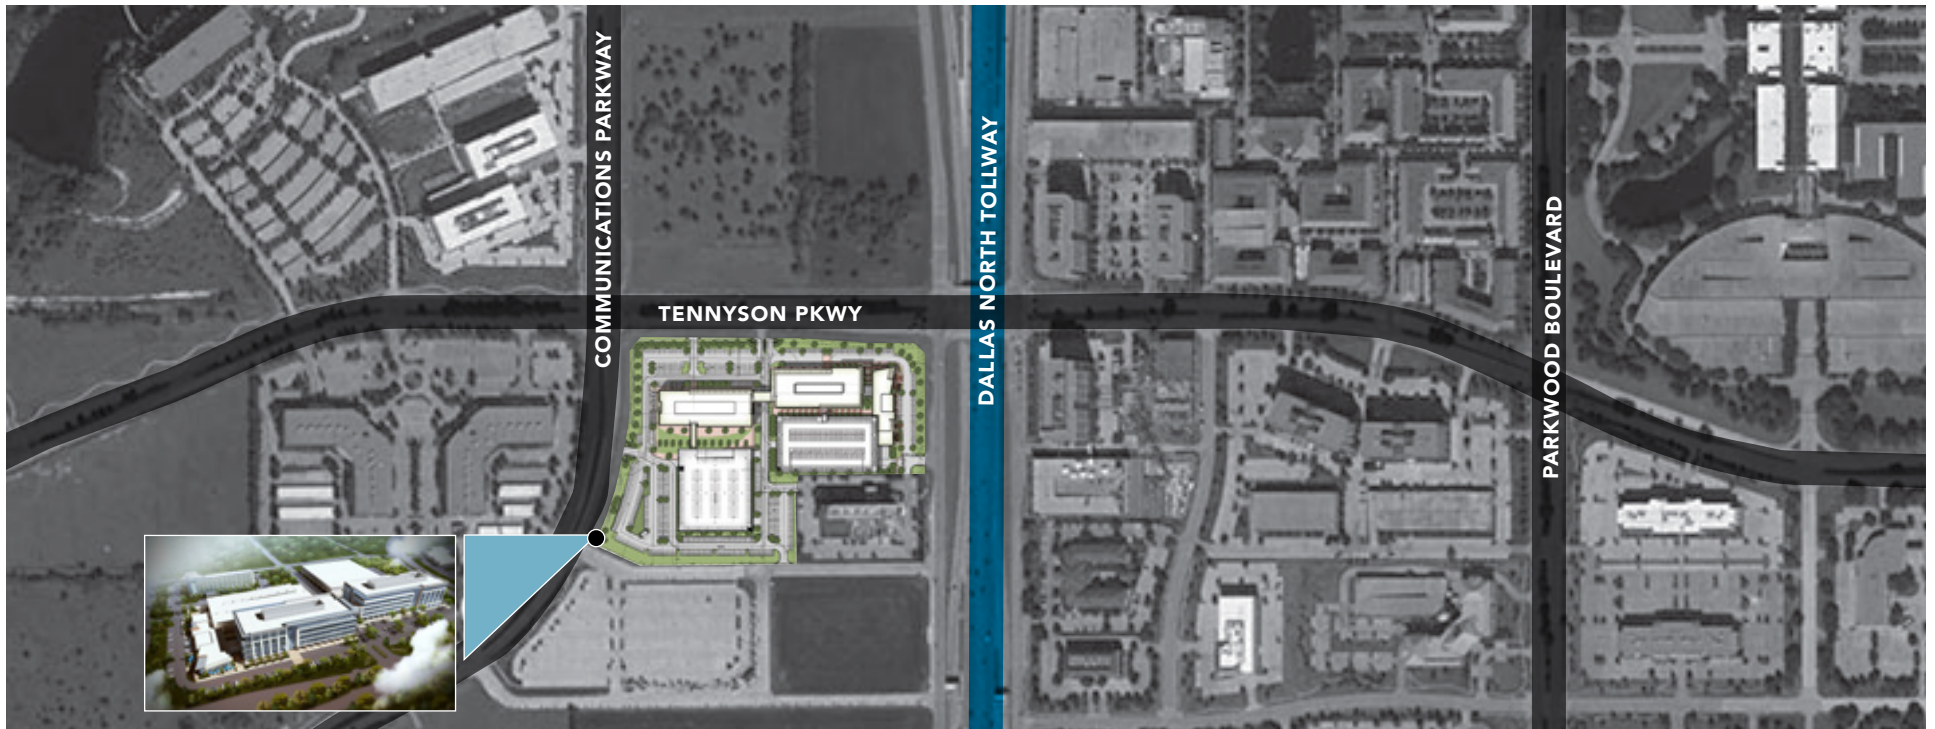 COMMUNICATIONS PARKWAY
TENNYSON PKWY
DALLAS NORTH TOLLWAY
PARKWOOD BOULEVARD